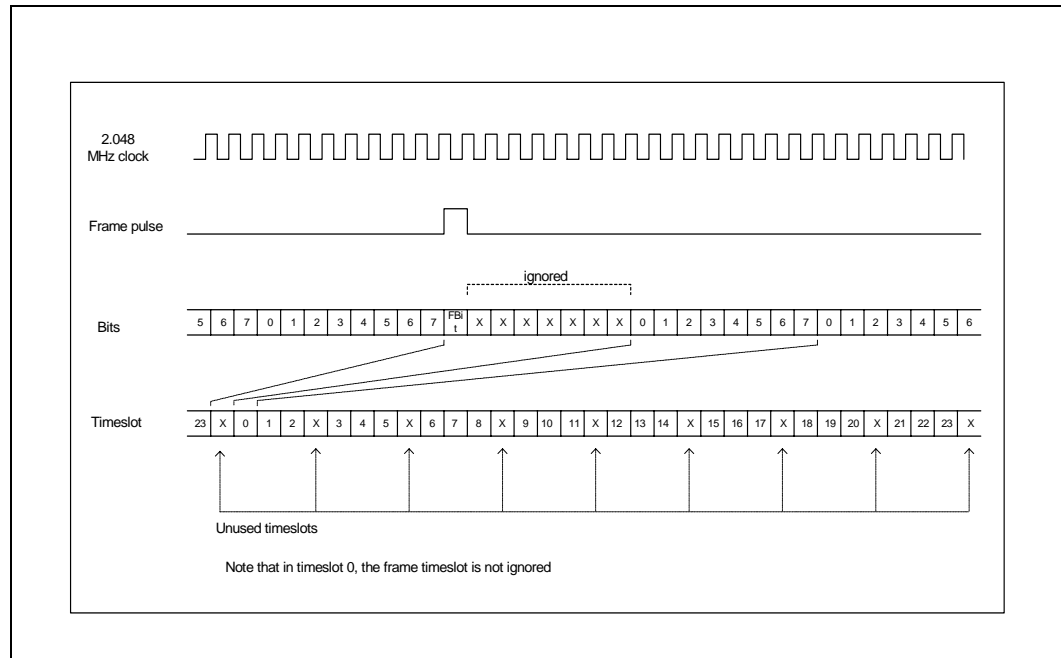 2.048
MHz clock
Frame pulse
ignored
Bits
5 6 7 0 1 2 3 4 5 6 7 FBi t X X X X X X X 0 1 2 3 4 5 6 7 0 1 2 3 4 5 6
Timeslot
23 X 0 1 2 X 3 4 5 X 6 7 8 X 9 10 11 X 12 13 14 X 15 16 17 X 18 19 20 X 21 22 23 X
Unused timeslots
Note that in timeslot 0, the frame timeslot is not ignored